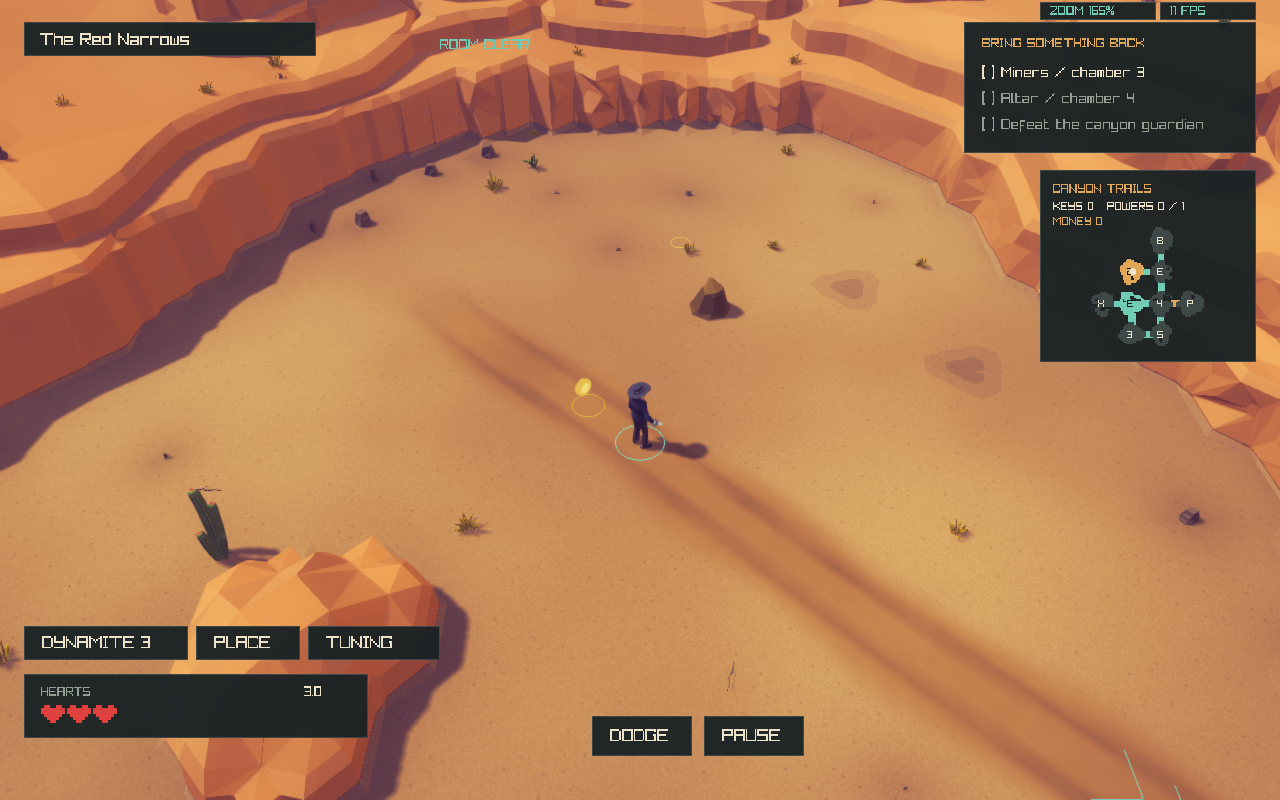 The Red Narrows
ROOM CLEAR
ZOOM 165%
11 FPS
BRING SOMETHING BACK
[ ] Miners / chamber 3
[ ] Altar / chamber 4
[ ] Defeat the canyon guardian
CANYON TRAILS
KEYS 0 POWERS 0 / 1
MONEY 0
B
E
X
4 T P
3 S
DYNAMITE 3
PLACE
TUNING
HEARTS
3.0
DODGE
PAUSE